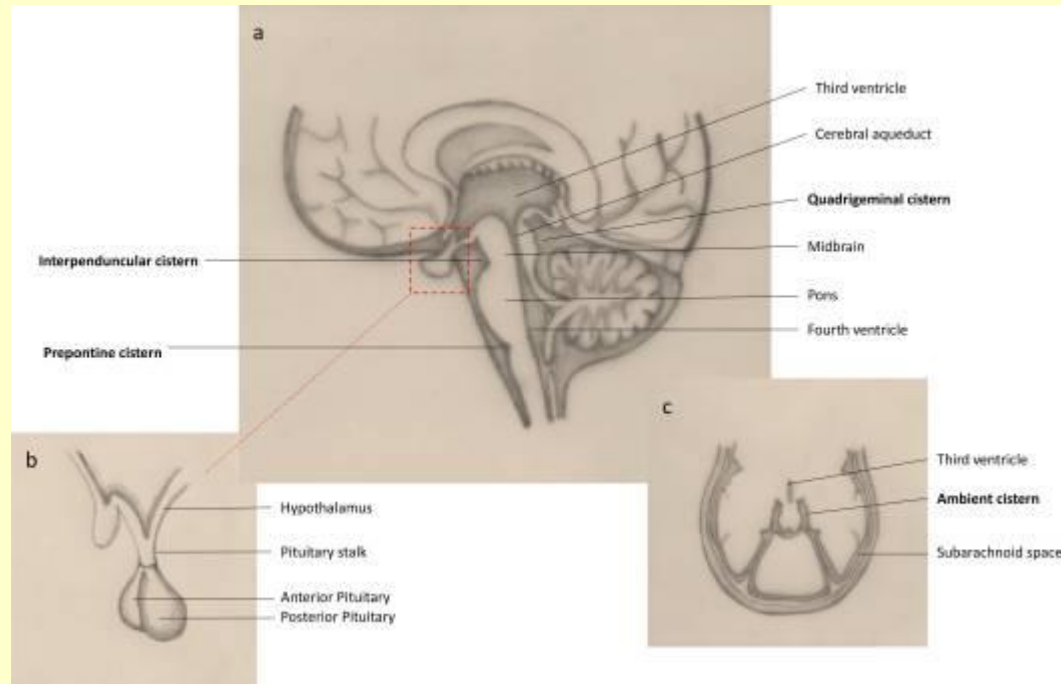 a
Third ventricle
Cerebral aqueduct
Quadrigeminal cistern
Midbrain
Interpenduncular cistern
Pons
Fourth ventricle
Prepontine cistern
b
Hypothalamus
Pituitary stalk
Anterior Pituitary
Posterior Pituitary
c
Third ventricle
Ambient cistern
Subarachnoid space